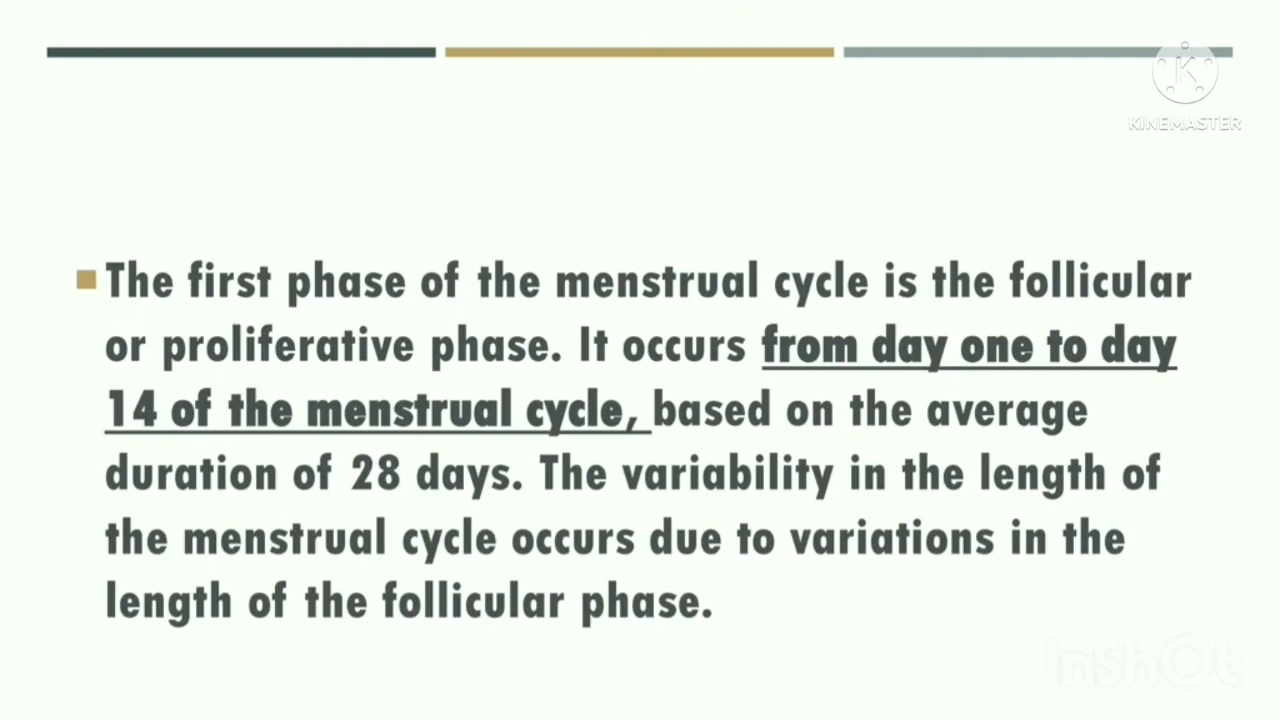 K
KINEMASTER
The first phase of the menstrual cycle is the follicular
or proliferative phase. It occurs from day one to day
14 of the menstrual cycle, based on the average
duration of 28 days. The variability in the length of
the menstrual cycle occurs due to variations in the
length of the follicular phase.
InshOt